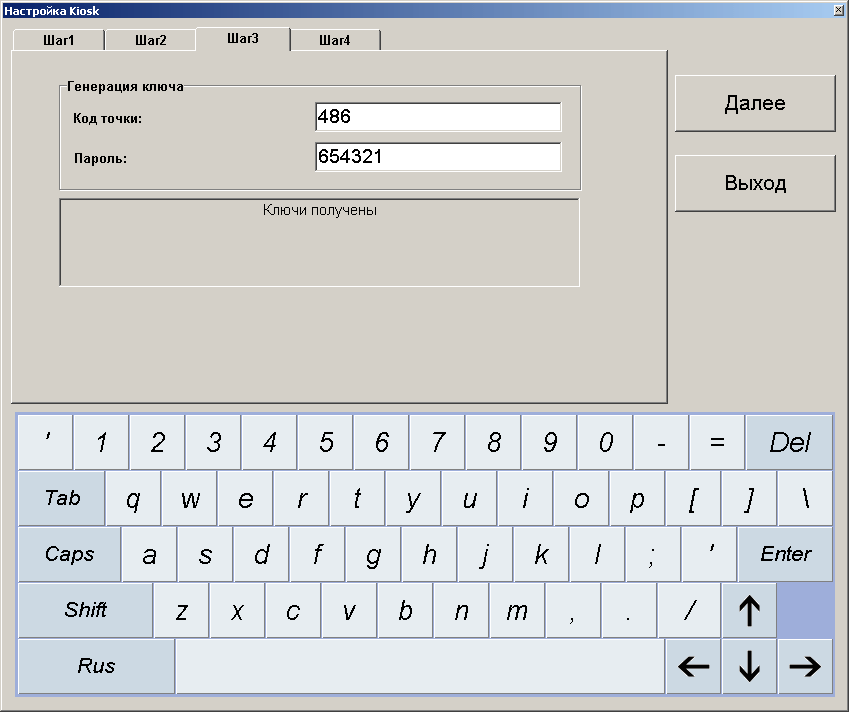 Настройка Kiosk
Шаг1 Шаг2 Шаг3 Шаг4
Генерация ключа
Код точки: 486
Пароль: 654321
Ключи получены
Далее
Выход
' 1 2 3 4 5 6 7 8 9 0 - = Del
Tab q w e r t y u i o p [ ] \
Caps a s d f g h j k l ; ' Enter
Shift z x c v b n m , . / ↑
Rus ← ↓ →